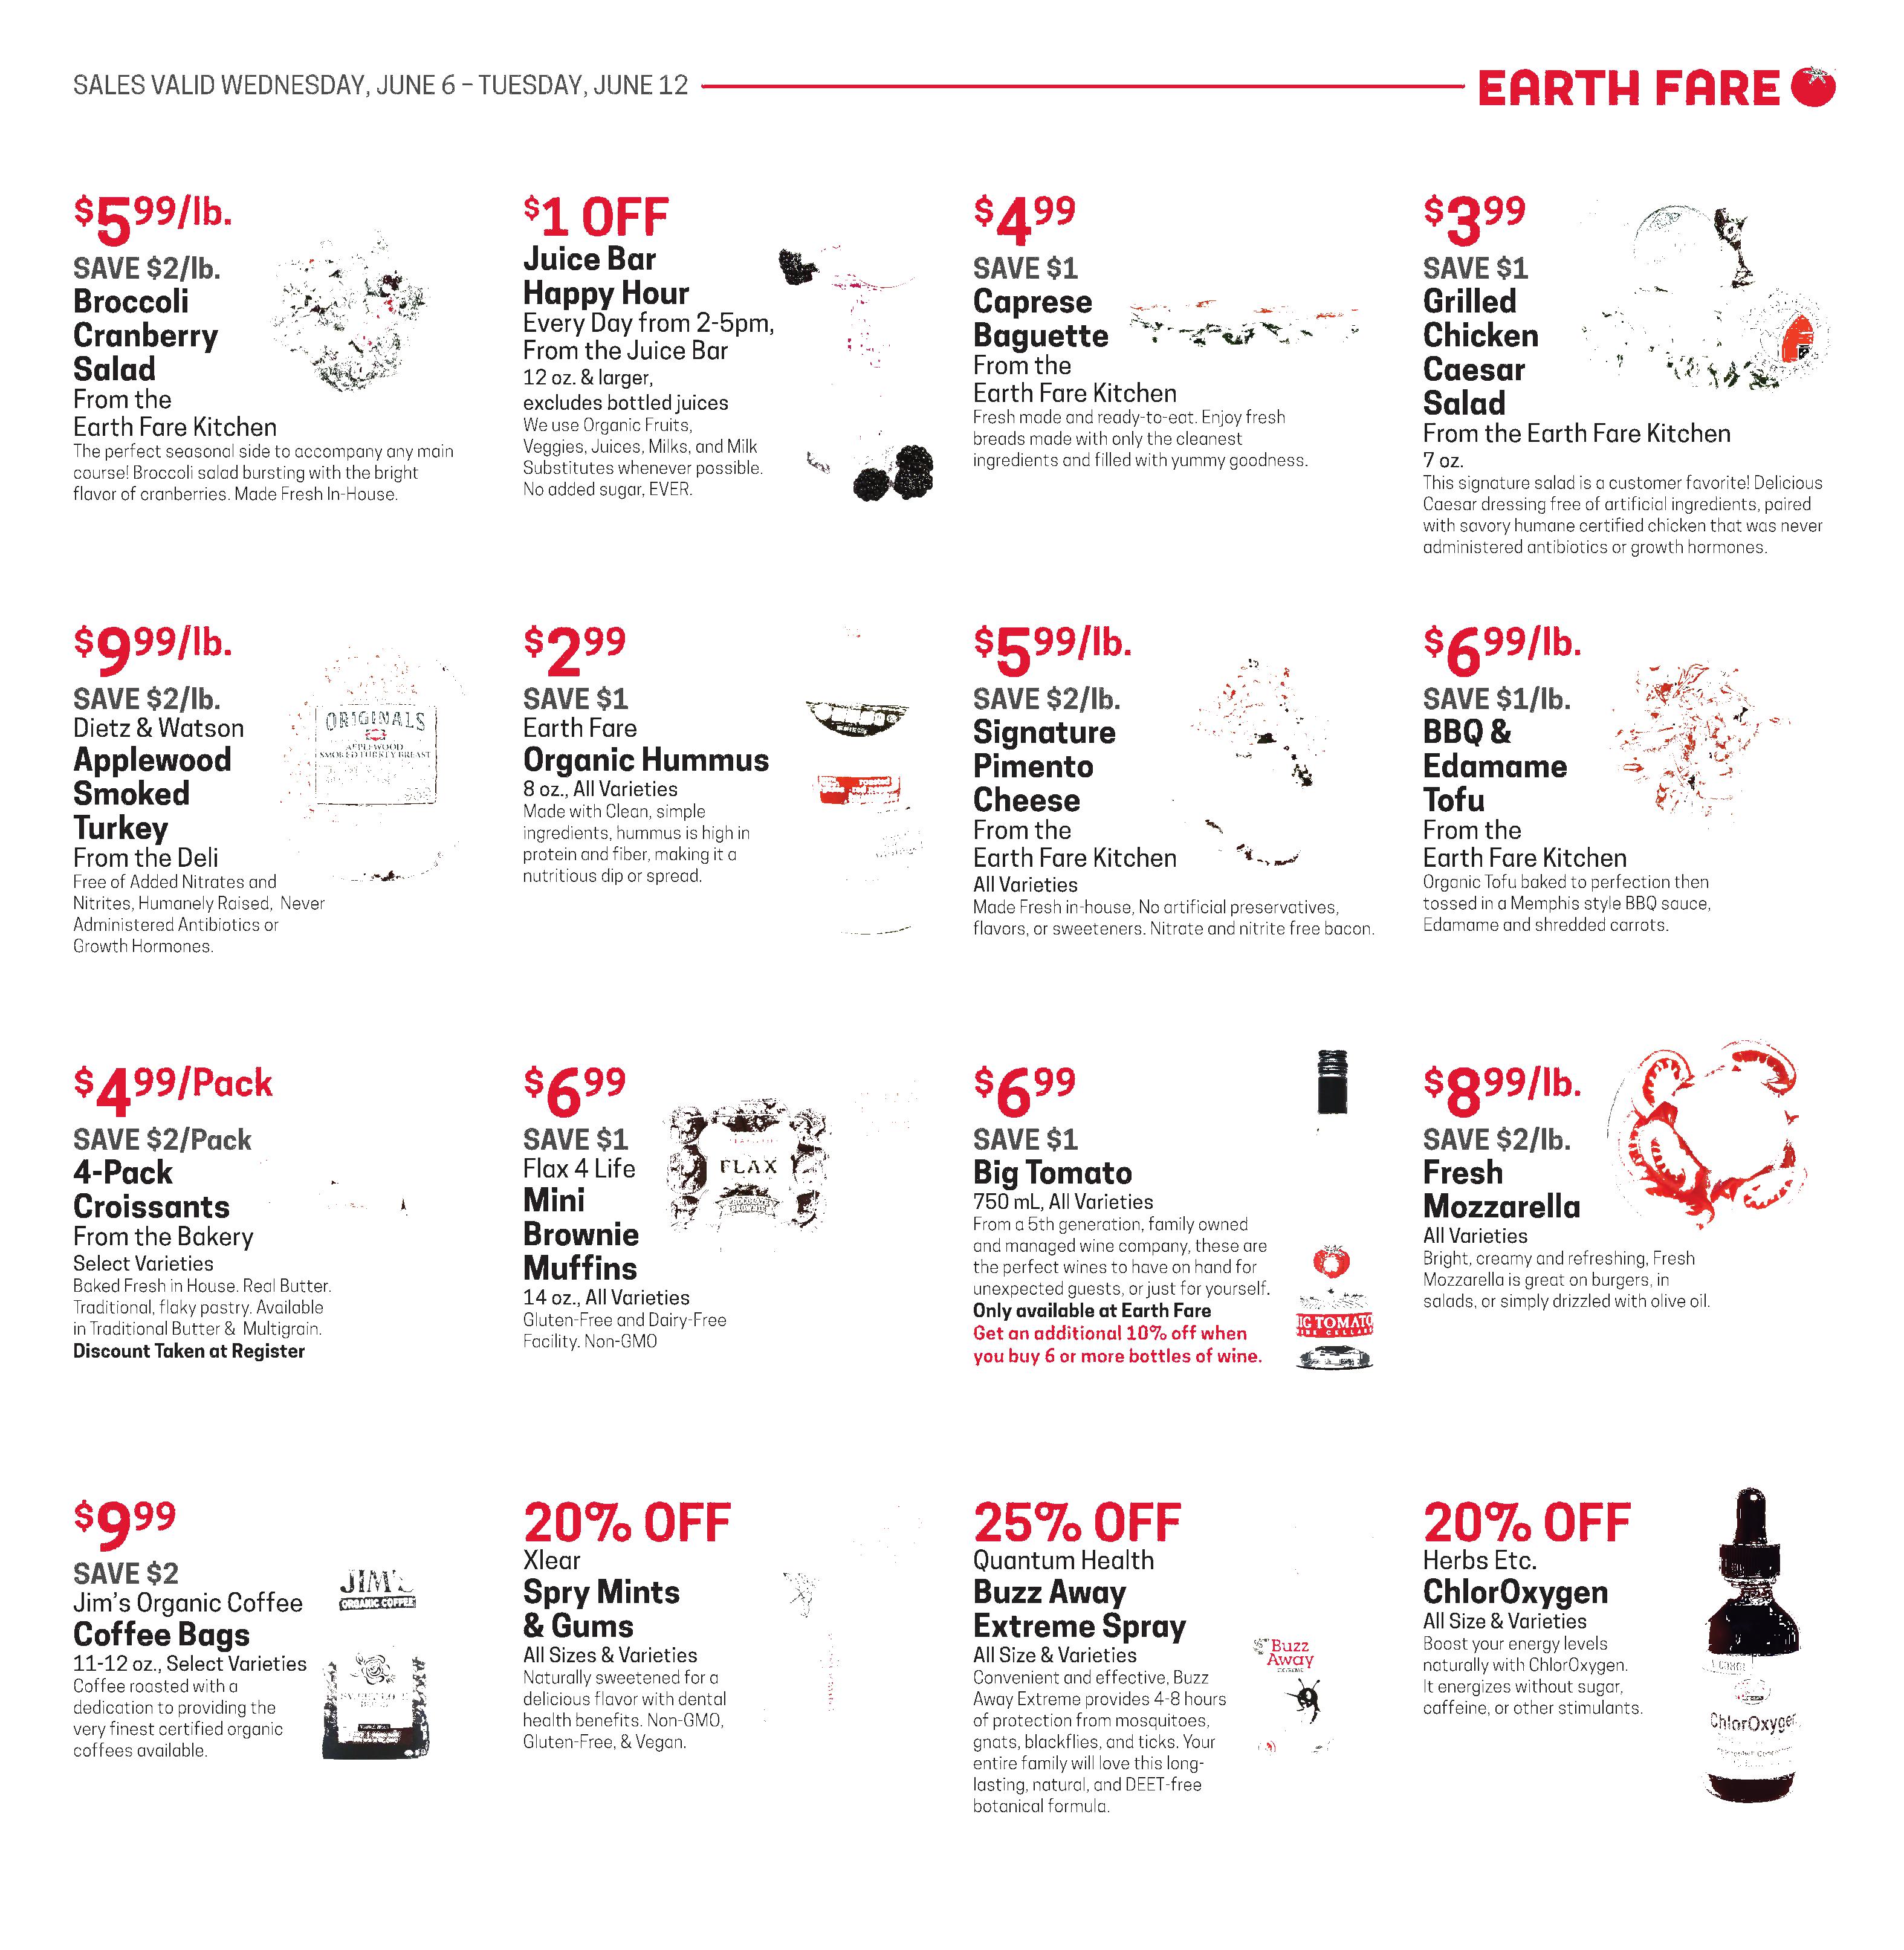 SALES VALID WEDNESDAY, JUNE 6 – TUESDAY, JUNE 12
EARTH FARE
$5 99/lb.
SAVE $2/lb.
Broccoli
Cranberry
Salad
From the
Earth Fare Kitchen
The perfect seasonal side to accompany any main
course! Broccoli salad bursting with the bright
flavor of cranberries. Made Fresh In-House.
$1 OFF
Juice Bar
Happy Hour
Every Day from 2-5pm,
From the Juice Bar
12 oz. & larger,
excludes bottled juices
We use Organic Fruits,
Veggies, Juices, Milks, and Milk
Substitutes whenever possible.
No added sugar, EVER.
$4 99
SAVE $1
Caprese
Baguette
From the
Earth Fare Kitchen
Fresh made and ready-to-eat. Enjoy fresh
breads made with only the cleanest
ingredients and filled with yummy goodness.
$3 99
SAVE $1
Grilled
Chicken
Caesar
Salad
From the Earth Fare Kitchen
7 oz.
This signature salad is a customer favorite! Delicious
Caesar dressing free of artificial ingredients, paired
with savory humane certified chicken that was never
administered antibiotics or growth hormones.
$9 99/lb.
SAVE $2/lb.
Dietz & Watson
Applewood
Smoked
Turkey
From the Deli
Free of Added Nitrates and
Nitrites, Humanely Raised, Never
Administered Antibiotics or
Growth Hormones.
ORIGINALS
APPLEWOOD
SMOKED TURKEY BREAST
$2 99
SAVE $1
Earth Fare
Organic Hummus
8 oz., All Varieties
Made with Clean, simple
ingredients, hummus is high in
protein and fiber, making it a
nutritious dip or spread.
$5 99/lb.
SAVE $2/lb.
Signature
Pimento
Cheese
From the
Earth Fare Kitchen
All Varieties
Made Fresh in-house, No artificial preservatives,
flavors, or sweeteners. Nitrate and nitrite free bacon.
$6 99/lb.
SAVE $1/lb.
BBQ &
Edamame
Tofu
From the
Earth Fare Kitchen
Organic Tofu baked to perfection then
tossed in a Memphis style BBQ sauce,
Edamame and shredded carrots.
$4 99/Pack
SAVE $2/Pack
4-Pack
Croissants
From the Bakery
Select Varieties
Baked Fresh in House. Real Butter.
Traditional, flaky pastry. Available
in Traditional Butter & Multigrain.
Discount Taken at Register
$6 99
SAVE $1
Flax 4 Life
Mini
Brownie
Muffins
14 oz., All Varieties
Gluten-Free and Dairy-Free
Facility. Non-GMO
FLAX
$6 99
SAVE $1
Big Tomato
750 mL, All Varieties
From a 5th generation, family owned
and managed wine company, these are
the perfect wines to have on hand for
unexpected guests, or just for yourself.
Only available at Earth Fare
Get an additional 10% off when
you buy 6 or more bottles of wine.
IG TOMATO
$8 99/lb.
SAVE $2/lb.
Fresh
Mozzarella
All Varieties
Bright, creamy and refreshing, Fresh
Mozzarella is great on burgers, in
salads, or simply drizzled with olive oil.
$9 99
SAVE $2
Jim's Organic Coffee
Coffee Bags
11-12 oz., Select Varieties
Coffee roasted with a
dedication to providing the
very finest certified organic
coffees available.
JIM'S
ORGANIC COFFEE
20% OFF
Xlear
Spry Mints
& Gums
All Sizes & Varieties
Naturally sweetened for a
delicious flavor with dental
health benefits. Non-GMO,
Gluten-Free, & Vegan.
25% OFF
Quantum Health
Buzz Away
Extreme Spray
All Size & Varieties
Convenient and effective, Buzz
Away Extreme provides 4-8 hours
of protection from mosquitoes,
gnats, blackflies, and ticks. Your
entire family will love this long-
lasting, natural, and DEET-free
botanical formula.
Buzz
Away
20% OFF
Herbs Etc.
ChlorOxygen
All Size & Varieties
Boost your energy levels
naturally with ChlorOxygen.
It energizes without sugar,
caffeine, or other stimulants.
ChlorOxygen